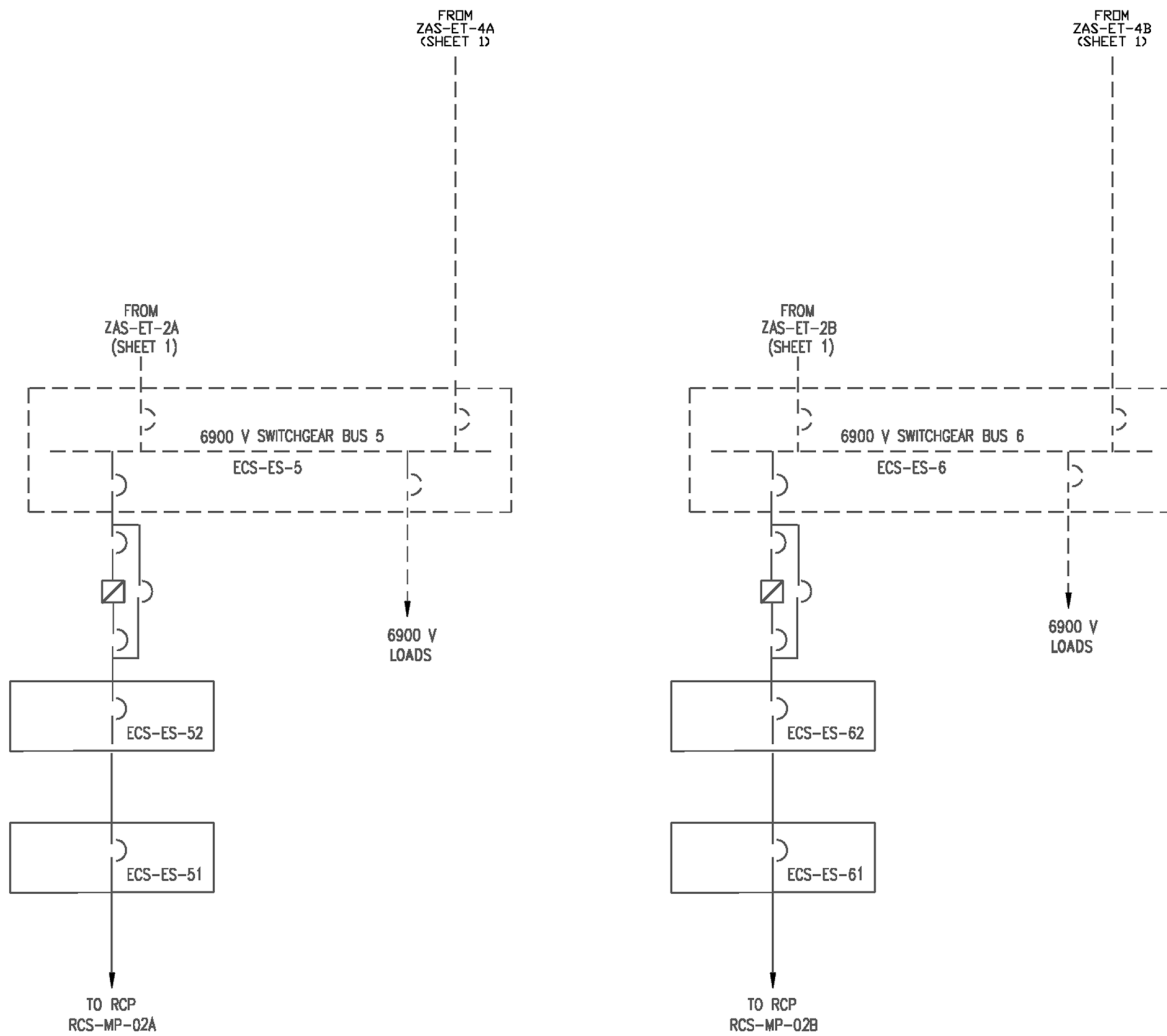 FROM
ZAS-ET-4A
(SHEET 1)
FROM
ZAS-ET-4B
(SHEET 1)
FROM
ZAS-ET-2A
(SHEET 1)
FROM
ZAS-ET-2B
(SHEET 1)
6900 V SWITCHGEAR BUS 5
ECS-ES-5
6900 V SWITCHGEAR BUS 6
ECS-ES-6
6900 V
LOADS
6900 V
LOADS
ECS-ES-52
ECS-ES-62
ECS-ES-51
ECS-ES-61
TO RCP
RCS-MP-02A
TO RCP
RCS-MP-02B